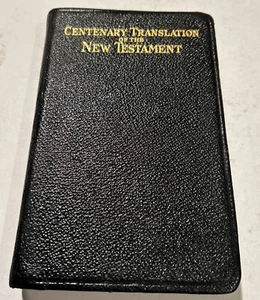 CENTENARY TRANSLATION
OF THE
NEW TESTAMENT